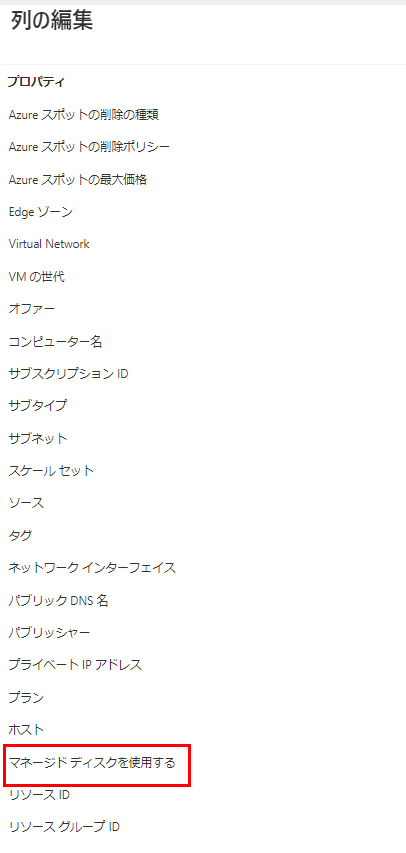 列の編集
プロパティ
Azure スポットの削除の種類
Azure スポットの削除ポリシー
Azure スポットの最大価格
Edge ゾーン
Virtual Network
VM の世代
オファー
コンピューター名
サブスクリプション ID
サブタイプ
サブネット
スケール セット
ソース
タグ
ネットワーク インターフェイス
パブリック DNS 名
パブリッシャー
プライベート IP アドレス
プラン
ホスト
マネージド ディスクを使用する
リソース ID
リソース グループ ID